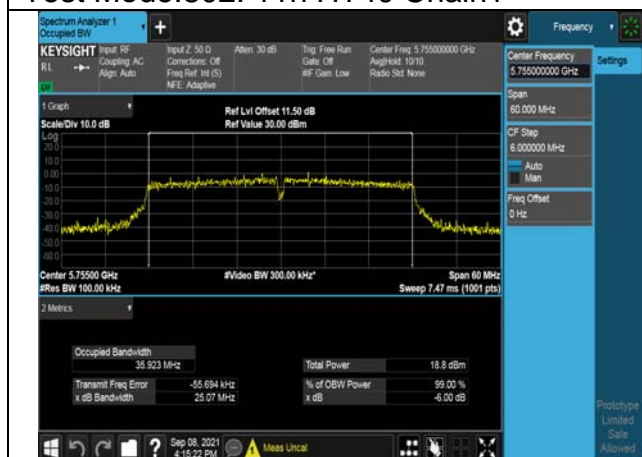 Test Mode:802.11n HT40 Chain1
Spectrum Analyzer 1
Occupied BW
Frequency
KEYSIGHT
RL
Input: RF
Coupling: AC
Align: Auto
Input Z: 50 Ω
Corrections: Off
Freq Ref: Int (S)
NFE: Adaptive
Atten: 30 dB
Trig: Free Run
Gate: Off
#IF Gain: Low
Center Freq: 5.755000000 GHz
Avg|Hold: 10/10
Radio Std: None
Center Frequency
5.755000000 GHz
Settings
Span
60.000 MHz
CF Step
6.000000 MHz
Auto
Man
Freq Offset
0 Hz
1 Graph
Scale/Div 10.0 dB
Ref Lvl Offset 11.50 dB
Ref Value 30.00 dBm
Log
20.0
10.0
0.00
-10.0
-20.0
-30.0
-40.0
-50.0
-60.0
Center 5.75500 GHz
#Res BW 100.00 kHz
#Video BW 300.00 kHz*
Span 60 MHz
Sweep 7.47 ms (1001 pts)
2 Metrics
Occupied Bandwidth
35.923 MHz
Total Power 18.8 dBm
Transmit Freq Error -55.694 kHz
% of OBW Power 99.00 %
x dB Bandwidth 25.07 MHz
x dB -6.00 dB
Prototype
Limited
Sale
Allowed
?
Sep 08, 2021
4:15:22 PM
Meas Uncal